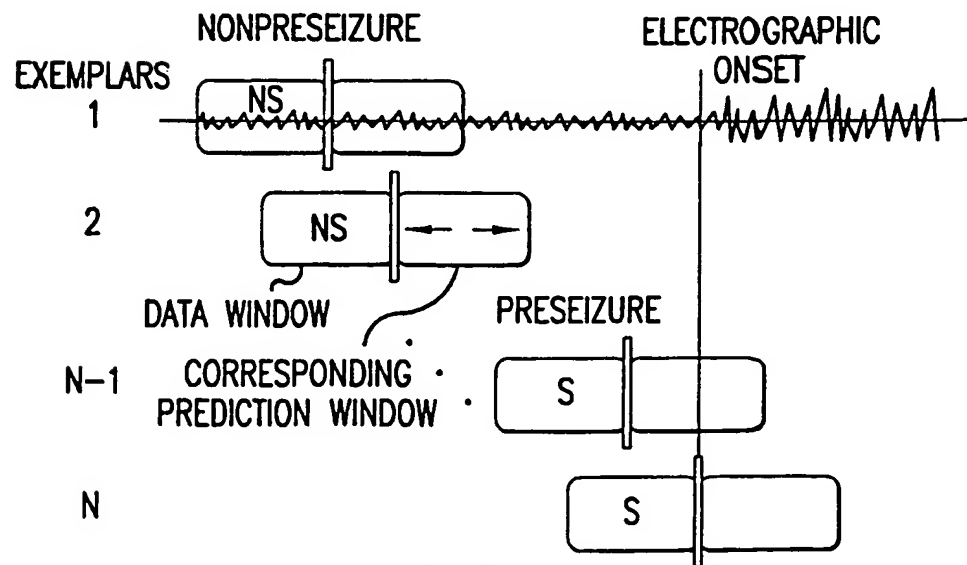 NONPRESEIZURE
ELECTROGRAPHIC
ONSET
EXEMPLARS
1
NS
2
NS
DATA WINDOW
PRESEIZURE
N-1
CORRESPONDING
PREDICTION WINDOW
S
N
S